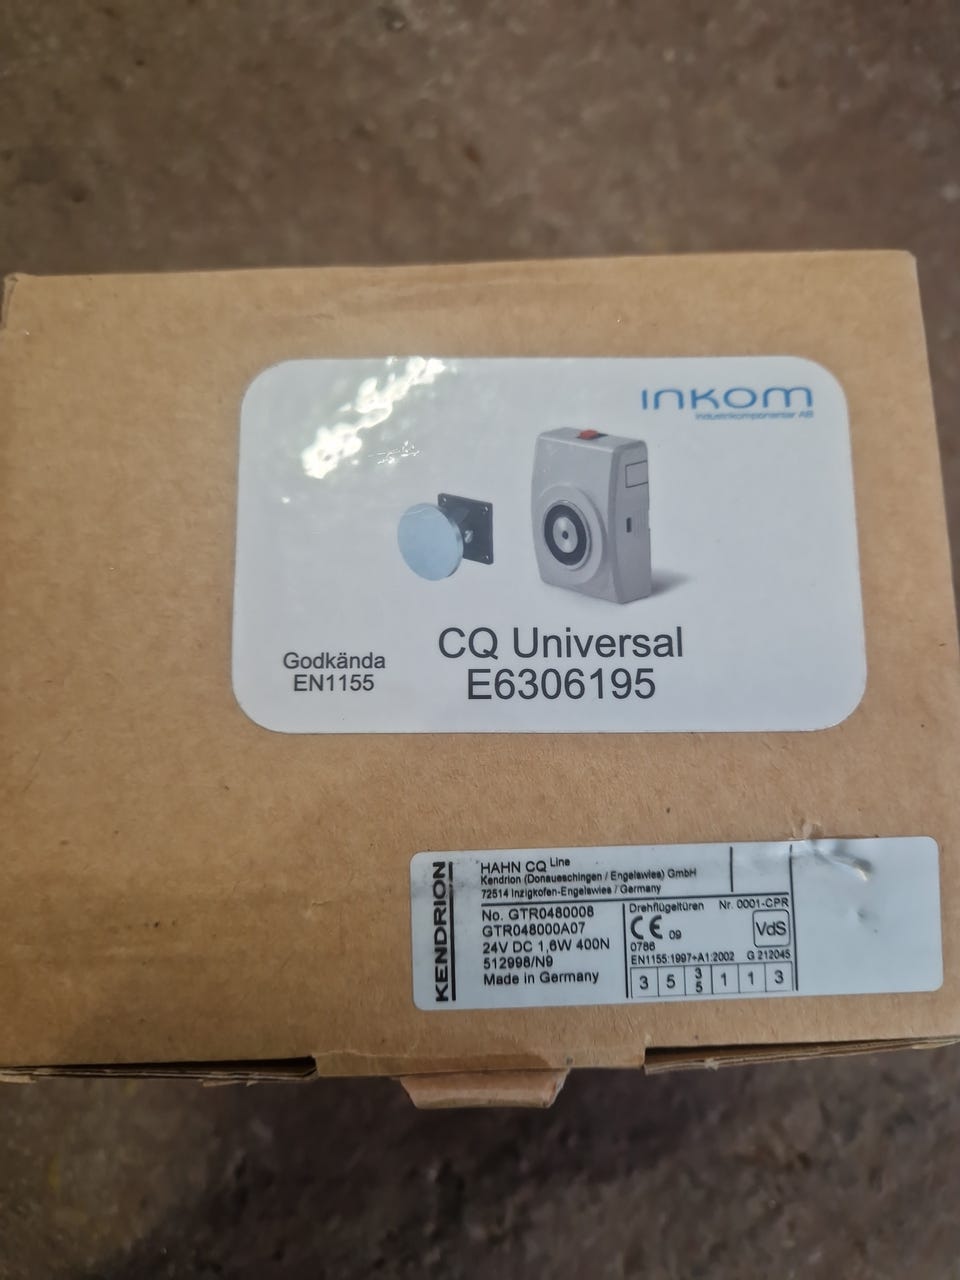 INKOM
Industrikomponenter AB
CQ Universal
E6306195
Godkända
EN1155
KENDRION
HAHN CQ Line
Kendrion (Donaueschingen / Engelswies) GmbH
72514 Inzigkofen-Engelswies / Germany
No. GTR0480008
GTR048000A07
24V DC 1,6W 400N
512998/N9
Made in Germany
Drehflügeltüren Nr. 0001-CPR
CE 09
VdS
0786
EN1155:1997+A1:2002 G 212045
3 5 3/5 1 1 3